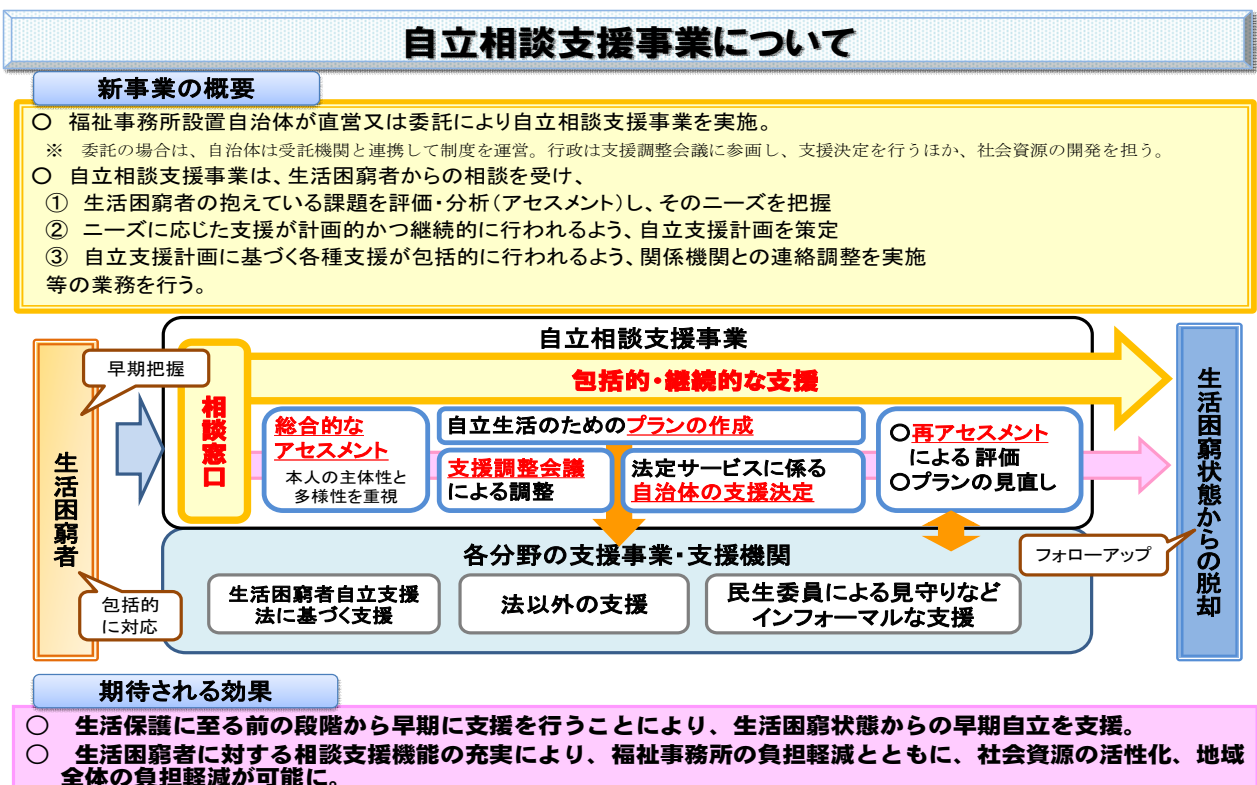 自立相談支援事業について
新事業の概要
○ 福祉事務所設置自治体が直営又は委託により自立相談支援事業を実施。
※ 委託の場合は、自治体は受託機関と連携して制度を運営。行政は支援調整会議に参画し、支援決定を行うほか、社会資源の開発を担う。
○ 自立相談支援事業は、生活困窮者からの相談を受け、
① 生活困窮者の抱えている課題を評価・分析（アセスメント）し、そのニーズを把握
② ニーズに応じた支援が計画的かつ継続的に行われるよう、自立支援計画を策定
③ 自立支援計画に基づく各種支援が包括的に行われるよう、関係機関との連絡調整を実施
等の業務を行う。
生活困窮者
早期把握
包括的
に対応
自立相談支援事業
包括的・継続的な支援
相談窓口
総合的な
アセスメント
本人の主体性と
多様性を重視
自立生活のためのプランの作成
支援調整会議
による調整
法定サービスに係る
自治体の支援決定
○再アセスメント
による評価
○プランの見直し
各分野の支援事業・支援機関
生活困窮者自立支援
法に基づく支援
法以外の支援
民生委員による見守りなど
インフォーマルな支援
フォローアップ
生活困窮状態からの脱却
期待される効果
○ 生活保護に至る前の段階から早期に支援を行うことにより、生活困窮状態からの早期自立を支援。
○ 生活困窮者に対する相談支援機能の充実により、福祉事務所の負担軽減とともに、社会資源の活性化、地域
全体の負担軽減が可能に。